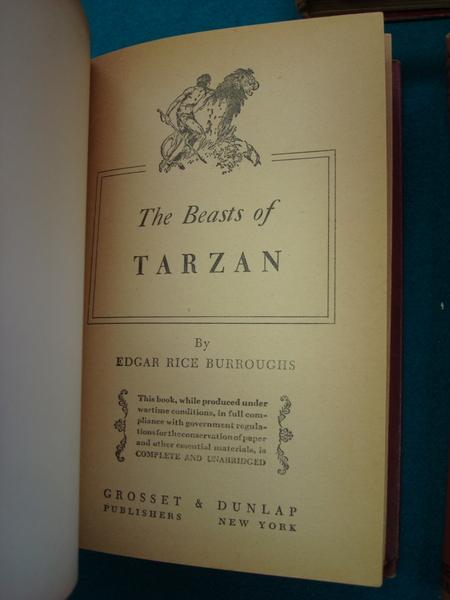 The Beasts of
TARZAN
By
EDGAR RICE BURROUGHS
This book, while produced under
wartime conditions, in full com-
pliance with government regula-
tions for the conservation of paper
and other essential materials, is
COMPLETE AND UNABRIDGED
GROSSET & DUNLAP
PUBLISHERS NEW YORK